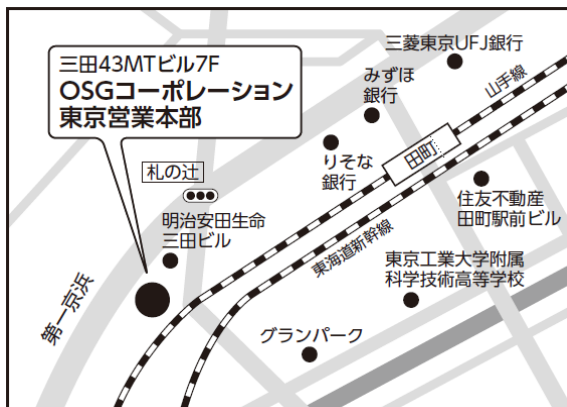 三田43MTビル7F
OSGコーポレーション
東京営業本部
三菱東京UFJ銀行
みずほ
銀行
山手線
りそな
銀行
田町
札の辻
明治安田生命
三田ビル
住友不動産
田町駅前ビル
東海道新幹線
東京工業大学附属
科学技術高等学校
第一京浜
グランパーク